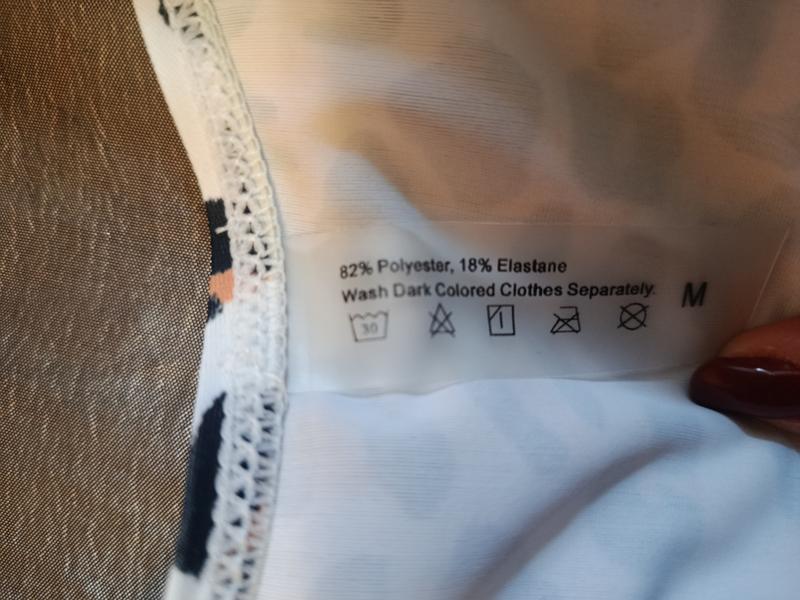 82% Polyester, 18% Elastane
Wash Dark Colored Clothes Separately.
M
30